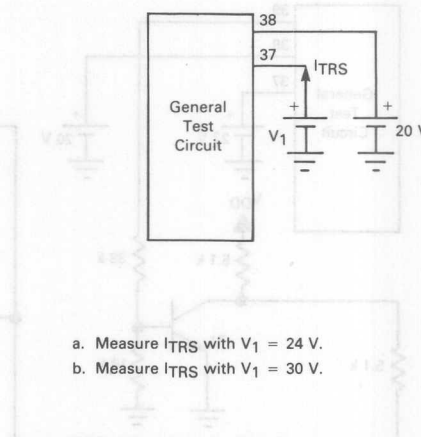 38
37
ITRS
General
Test
Circuit
+
V1
+
20 V
a. Measure ITRS with V1 = 24 V.
b. Measure ITRS with V1 = 30 V.